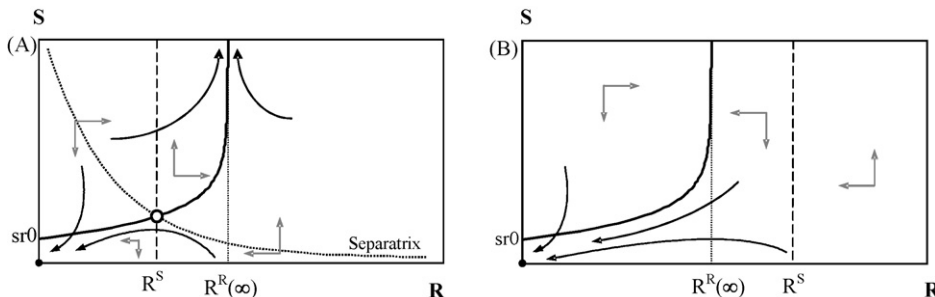 S
(A)
sr0
Separatrix
R^S
R^R(∞)
R
S
(B)
sr0
R^R(∞)
R^S
R